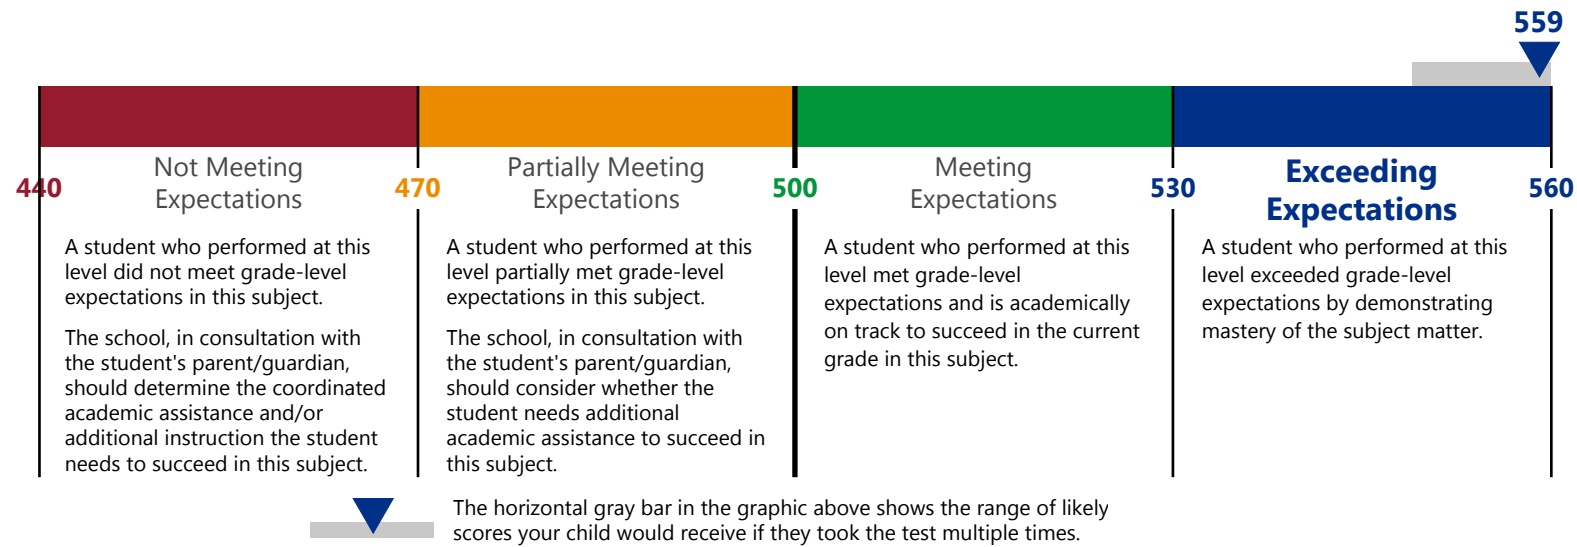 559
440
Not Meeting
Expectations
470
Partially Meeting
Expectations
500
Meeting
Expectations
530
Exceeding
Expectations
560
A student who performed at this
level did not meet grade-level
expectations in this subject.
The school, in consultation with
the student's parent/guardian,
should determine the coordinated
academic assistance and/or
additional instruction the student
needs to succeed in this subject.
A student who performed at this
level partially met grade-level
expectations in this subject.
The school, in consultation with
the student's parent/guardian,
should consider whether the
student needs additional
academic assistance to succeed in
this subject.
A student who performed at this
level met grade-level
expectations and is academically
on track to succeed in the current
grade in this subject.
A student who performed at this
level exceeded grade-level
expectations by demonstrating
mastery of the subject matter.
The horizontal gray bar in the graphic above shows the range of likely
scores your child would receive if they took the test multiple times.